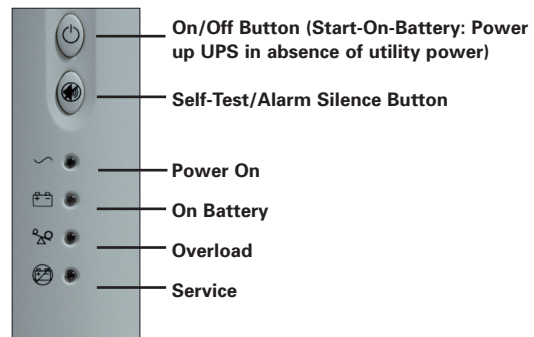 On/Off Button (Start-On-Battery: Power
up UPS in absence of utility power)
Self-Test/Alarm Silence Button
Power On
On Battery
Overload
Service